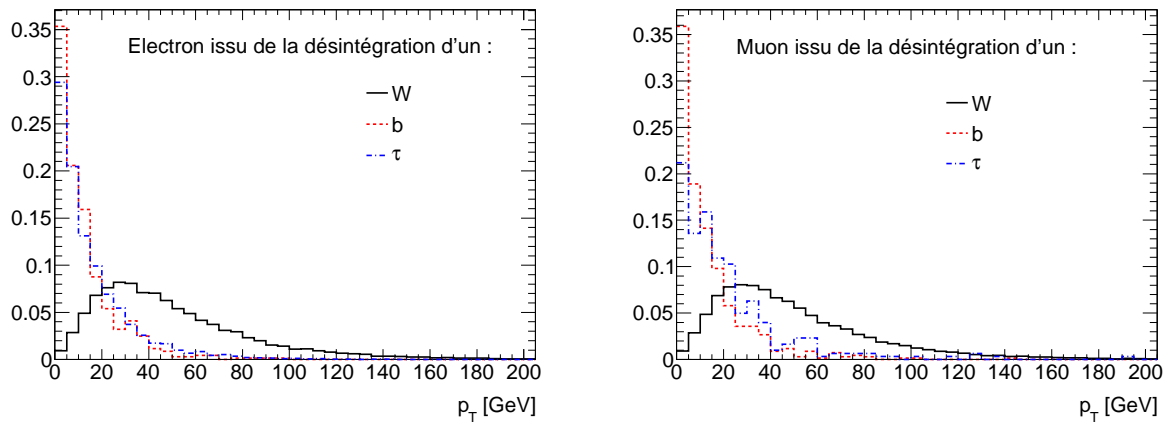 Electron issu de la désintégration d'un :
W
b
τ
0.35
0.3
0.25
0.2
0.15
0.1
0.05
0
0 20 40 60 80 100 120 140 160 180 200
p_T [GeV]
Muon issu de la désintégration d'un :
W
b
τ
0.35
0.3
0.25
0.2
0.15
0.1
0.05
0
0 20 40 60 80 100 120 140 160 180 200
p_T [GeV]